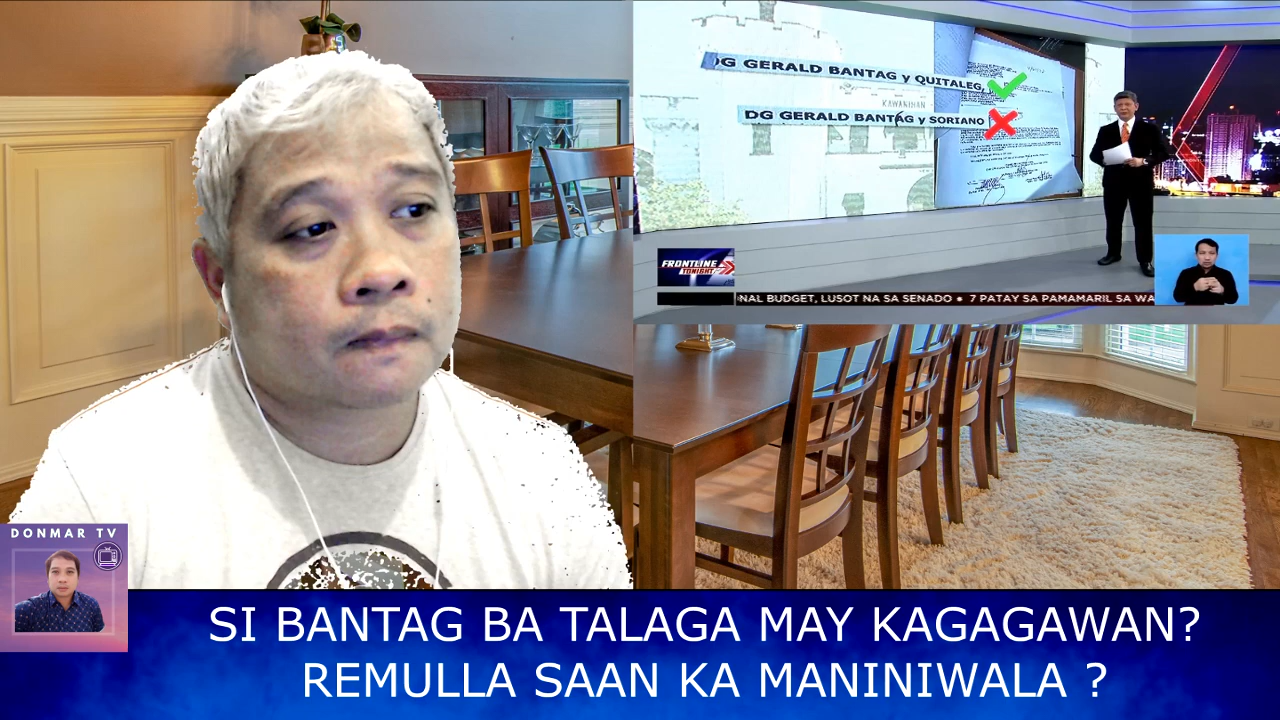 DG GERALD BANTAG y QUITALEG,
KAWANIHAN
DG GERALD BANTAG y SORIANO
FRONTLINE
TONIGHT
NAL BUDGET, LUSOT NA SA SENADO • 7 PATAY SA PAMAMARIL SA WA
DONMAR TV
SI BANTAG BA TALAGA MAY KAGAGAWAN?
REMULLA SAAN KA MANINIWALA ?